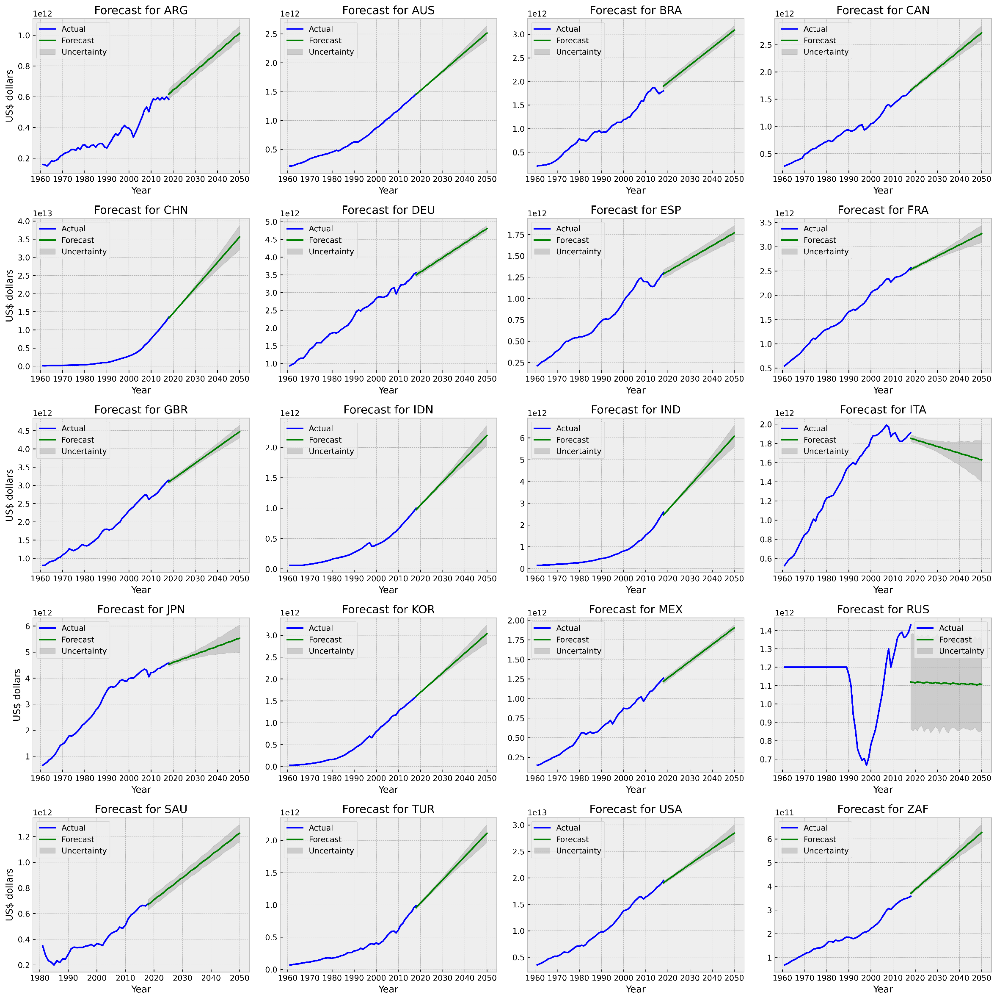 Forecast for ARG
1e12
Actual
Forecast
Uncertainty
US$ dollars
1.0
0.8
0.6
0.4
0.2
1960 1970 1980 1990 2000 2010 2020 2030 2040 2050
Year
Forecast for AUS
1e12
Actual
Forecast
Uncertainty
2.5
2.0
1.5
1.0
0.5
1960 1970 1980 1990 2000 2010 2020 2030 2040 2050
Year
Forecast for BRA
1e12
Actual
Forecast
Uncertainty
3.0
2.5
2.0
1.5
1.0
0.5
1960 1970 1980 1990 2000 2010 2020 2030 2040 2050
Year
Forecast for CAN
1e12
Actual
Forecast
Uncertainty
2.5
2.0
1.5
1.0
0.5
1960 1970 1980 1990 2000 2010 2020 2030 2040 2050
Year
Forecast for CHN
1e13
Actual
Forecast
Uncertainty
US$ dollars
4.0
3.5
3.0
2.5
2.0
1.5
1.0
0.5
0.0
1960 1970 1980 1990 2000 2010 2020 2030 2040 2050
Year
Forecast for DEU
1e12
Actual
Forecast
Uncertainty
5.0
4.5
4.0
3.5
3.0
2.5
2.0
1.5
1.0
1960 1970 1980 1990 2000 2010 2020 2030 2040 2050
Year
Forecast for ESP
1e12
Actual
Forecast
Uncertainty
1.75
1.50
1.25
1.00
0.75
0.50
0.25
1960 1970 1980 1990 2000 2010 2020 2030 2040 2050
Year
Forecast for FRA
1e12
Actual
Forecast
Uncertainty
3.5
3.0
2.5
2.0
1.5
1.0
0.5
1960 1970 1980 1990 2000 2010 2020 2030 2040 2050
Year
Forecast for GBR
1e12
Actual
Forecast
Uncertainty
US$ dollars
4.5
4.0
3.5
3.0
2.5
2.0
1.5
1.0
1960 1970 1980 1990 2000 2010 2020 2030 2040 2050
Year
Forecast for IDN
1e12
Actual
Forecast
Uncertainty
2.0
1.5
1.0
0.5
0.0
1960 1970 1980 1990 2000 2010 2020 2030 2040 2050
Year
Forecast for IND
1e12
Actual
Forecast
Uncertainty
6
5
4
3
2
1
0
1960 1970 1980 1990 2000 2010 2020 2030 2040 2050
Year
Forecast for ITA
1e12
Actual
Forecast
Uncertainty
2.0
1.8
1.6
1.4
1.2
1.0
0.8
0.6
1960 1970 1980 1990 2000 2010 2020 2030 2040 2050
Year
Forecast for JPN
1e12
Actual
Forecast
Uncertainty
US$ dollars
6
5
4
3
2
1
1960 1970 1980 1990 2000 2010 2020 2030 2040 2050
Year
Forecast for KOR
1e12
Actual
Forecast
Uncertainty
3.0
2.5
2.0
1.5
1.0
0.5
0.0
1960 1970 1980 1990 2000 2010 2020 2030 2040 2050
Year
Forecast for MEX
1e12
Actual
Forecast
Uncertainty
2.00
1.75
1.50
1.25
1.00
0.75
0.50
0.25
1960 1970 1980 1990 2000 2010 2020 2030 2040 2050
Year
Forecast for RUS
1e12
Actual
Forecast
Uncertainty
1.4
1.3
1.2
1.1
1.0
0.9
0.8
0.7
1960 1970 1980 1990 2000 2010 2020 2030 2040 2050
Year
Forecast for SAU
1e12
Actual
Forecast
Uncertainty
US$ dollars
1.2
1.0
0.8
0.6
0.4
0.2
1980 1990 2000 2010 2020 2030 2040 2050
Year
Forecast for TUR
1e12
Actual
Forecast
Uncertainty
2.0
1.5
1.0
0.5
0.0
1960 1970 1980 1990 2000 2010 2020 2030 2040 2050
Year
Forecast for USA
1e13
Actual
Forecast
Uncertainty
3.0
2.5
2.0
1.5
1.0
0.5
1960 1970 1980 1990 2000 2010 2020 2030 2040 2050
Year
Forecast for ZAF
1e11
Actual
Forecast
Uncertainty
6
5
4
3
2
1
1960 1970 1980 1990 2000 2010 2020 2030 2040 2050
Year